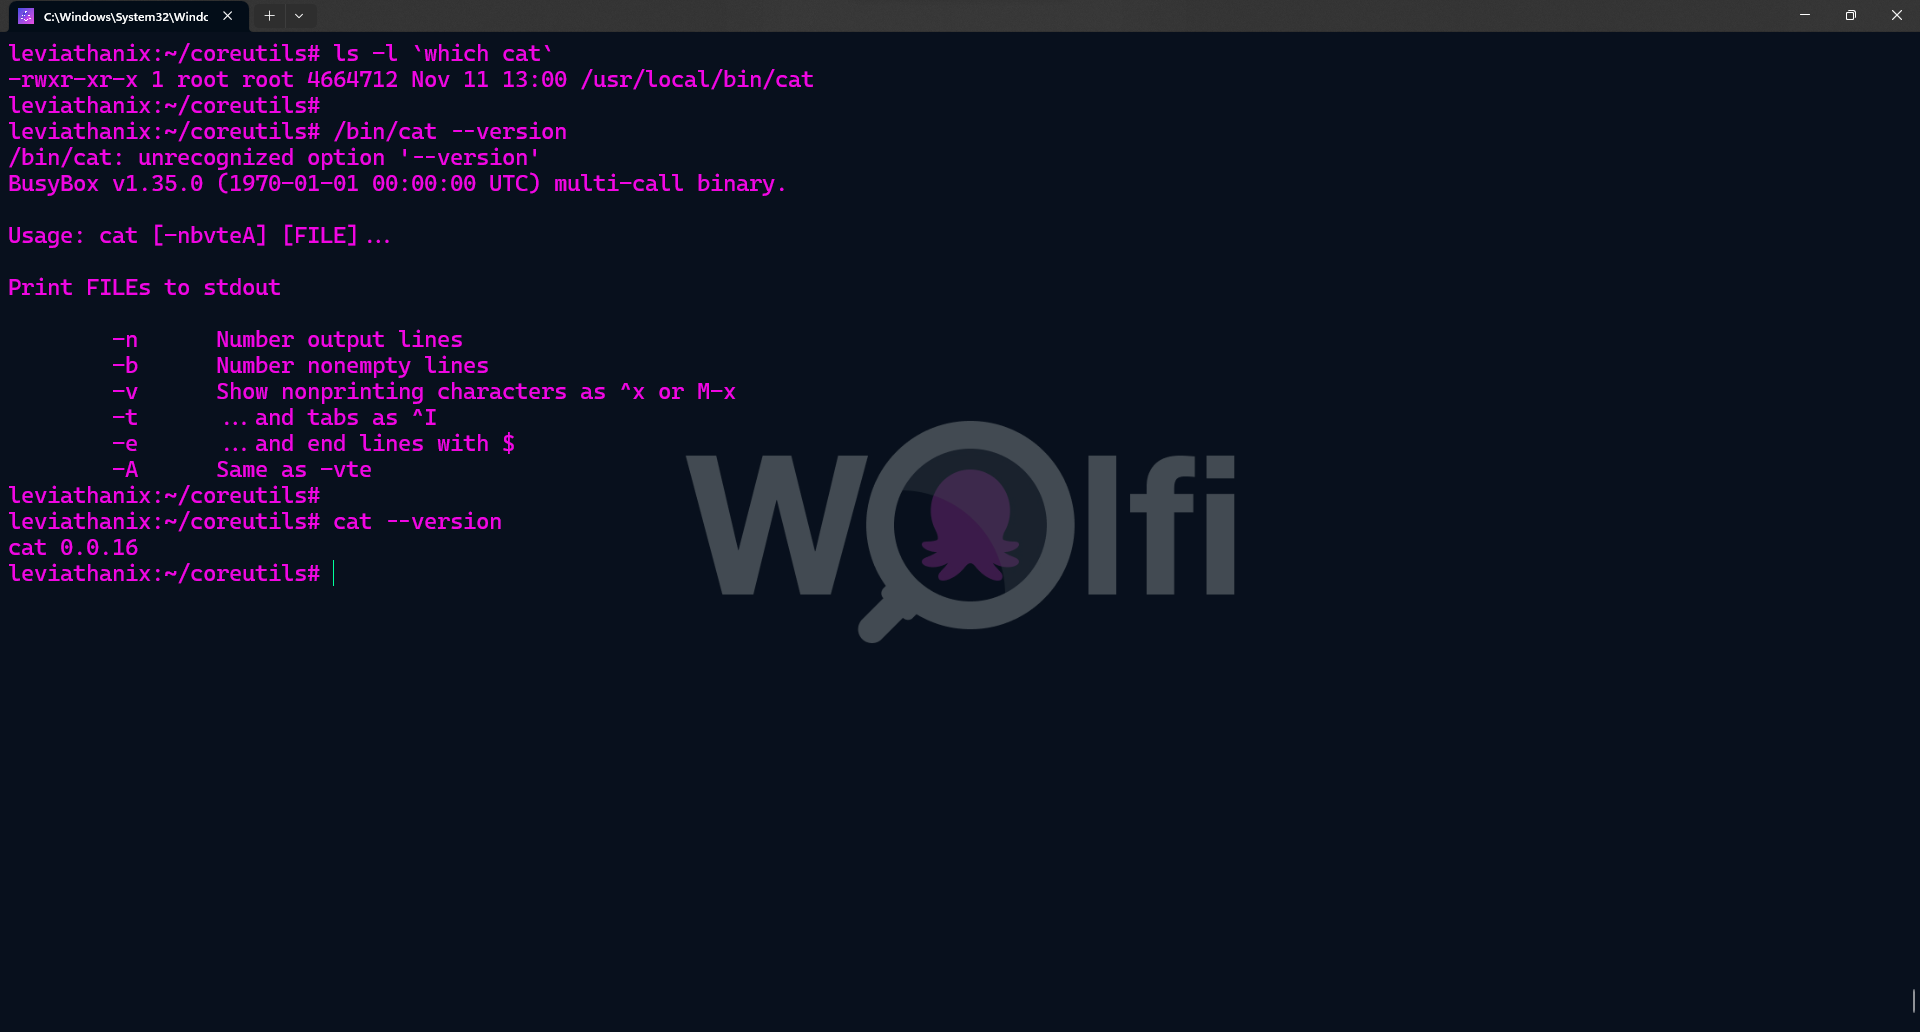 C:\Windows\System32\Windc
leviathanix:~/coreutils# ls -l `which cat`
-rwxr-xr-x 1 root root 4664712 Nov 11 13:00 /usr/local/bin/cat
leviathanix:~/coreutils#
leviathanix:~/coreutils# /bin/cat --version
/bin/cat: unrecognized option '--version'
BusyBox v1.35.0 (1970-01-01 00:00:00 UTC) multi-call binary.
Usage: cat [-nbvteA] [FILE]...
Print FILEs to stdout
-n Number output lines
-b Number nonempty lines
-v Show nonprinting characters as ^x or M-x
-t ...and tabs as ^I
-e ...and end lines with $
-A Same as -vte
leviathanix:~/coreutils#
leviathanix:~/coreutils# cat --version
cat 0.0.16
leviathanix:~/coreutils#
Wolfi